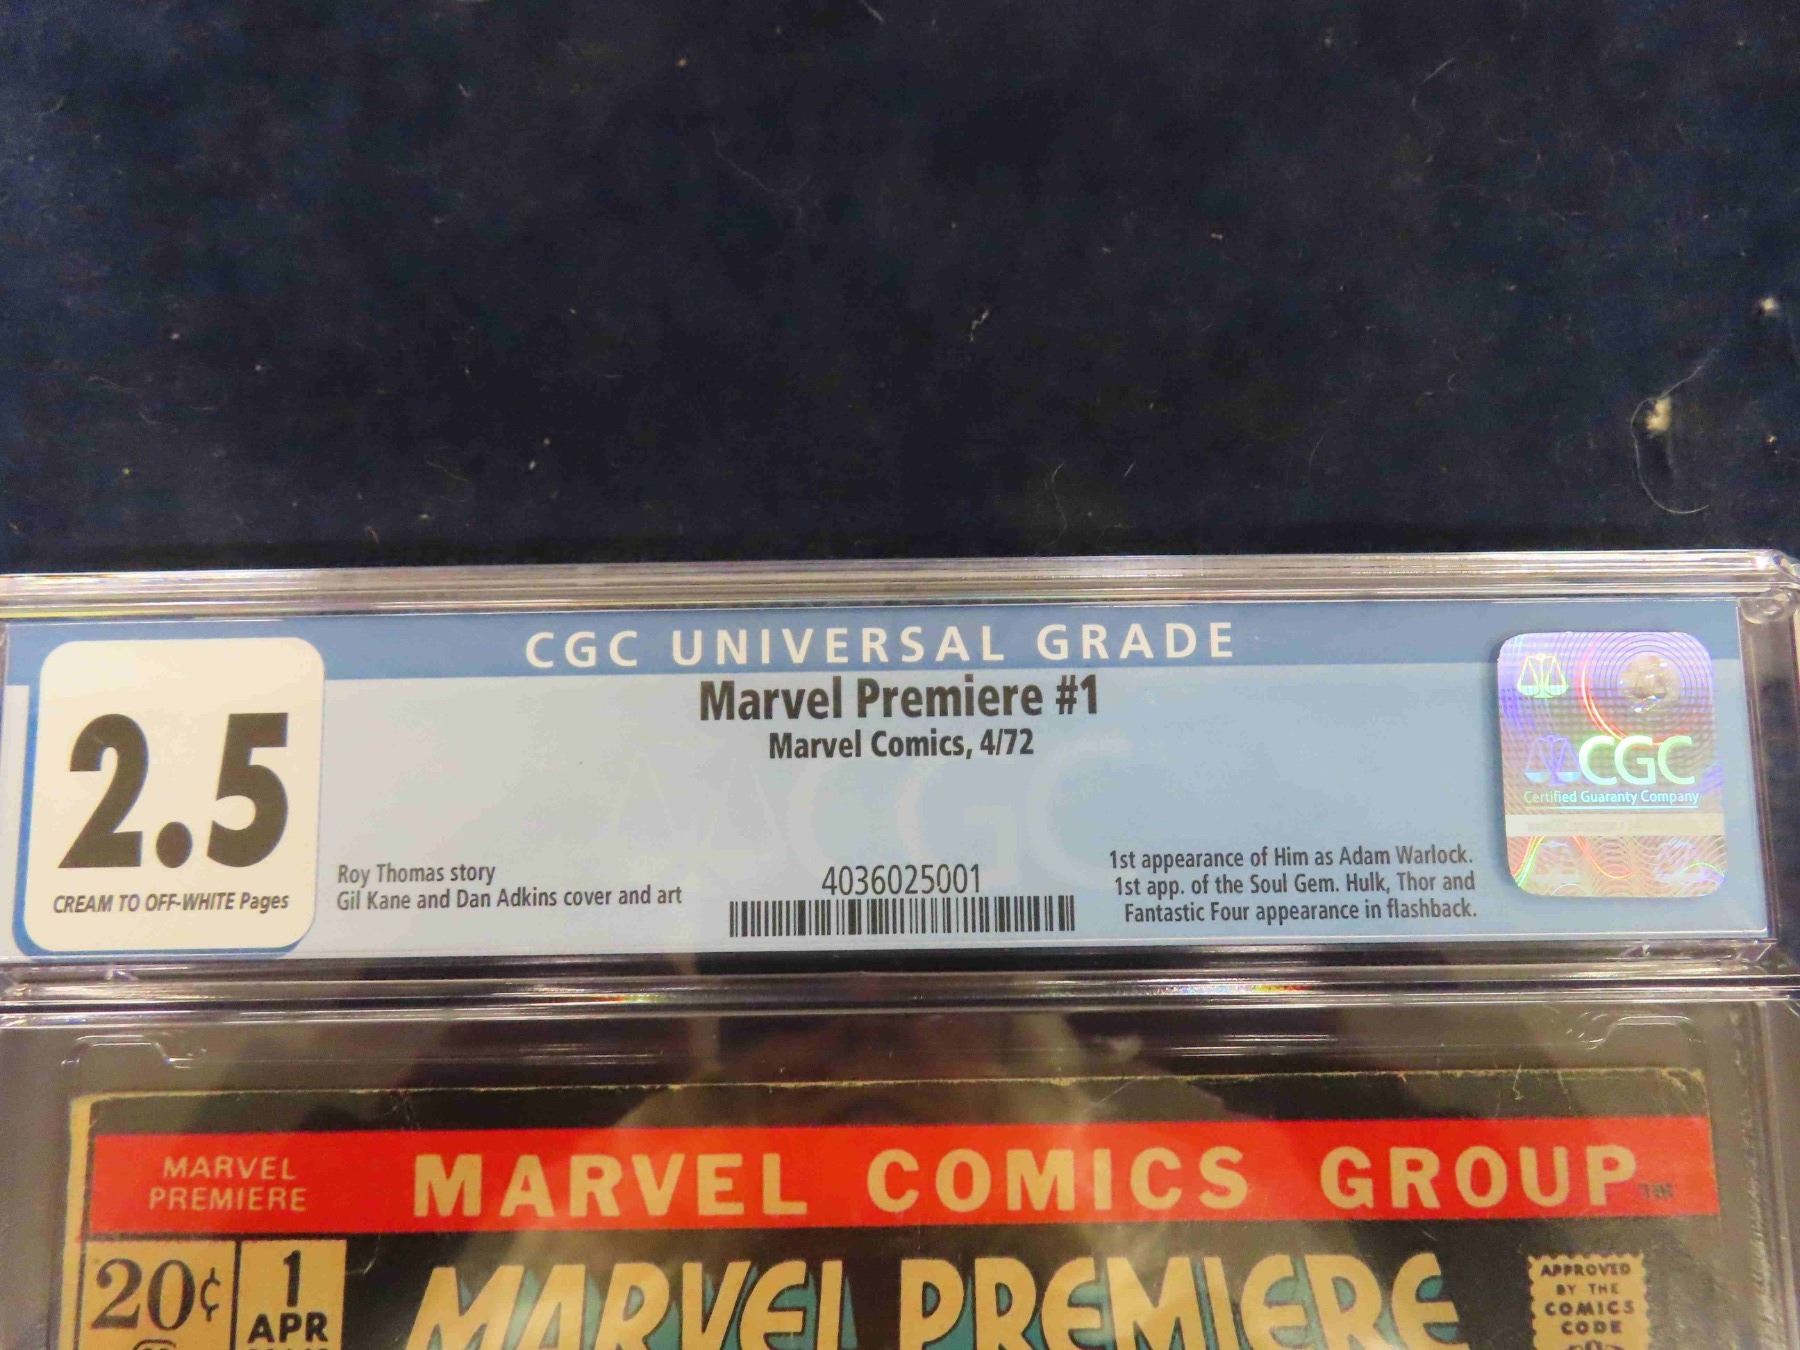 CGC UNIVERSAL GRADE
2.5
CREAM TO OFF-WHITE Pages
Marvel Premiere #1
Marvel Comics, 4/72
Roy Thomas story
Gil Kane and Dan Adkins cover and art
4036025001
1st appearance of Him as Adam Warlock.
1st app. of the Soul Gem. Hulk, Thor and
Fantastic Four appearance in flashback.
CGC
Certified Guaranty Company
MARVEL
PREMIERE
MARVEL COMICS GROUP
20¢
1
APR
MARVEL PREMIERE
APPROVED
BY THE
COMICS
CODE